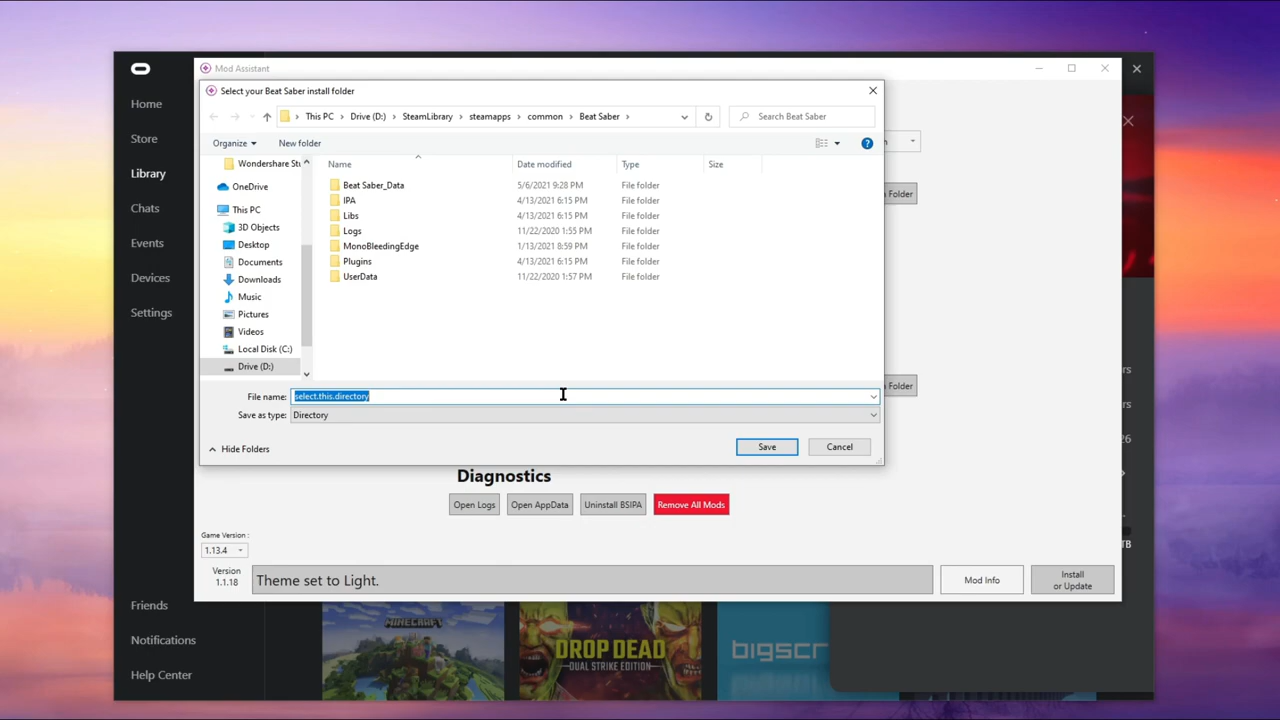 Mod Assistant
Select your Beat Saber install folder
This PC > Drive (D:) > SteamLibrary > steamapps > common > Beat Saber >
Search Beat Saber
Organize
New folder
Home
Store
Library
Chats
Events
Devices
Settings
Friends
Notifications
Help Center
Wondershare Stu
OneDrive
This PC
3D Objects
Desktop
Documents
Downloads
Music
Pictures
Videos
Local Disk (C:)
Drive (D:)
Name Date modified Type Size
Beat Saber_Data 5/6/2021 9:28 PM File folder
IPA 4/13/2021 6:15 PM File folder
Libs 4/13/2021 6:15 PM File folder
Logs 11/22/2020 1:55 PM File folder
MonoBleedingEdge 1/13/2021 8:59 PM File folder
Plugins 4/13/2021 6:15 PM File folder
UserData 11/22/2020 1:57 PM File folder
Folder
Folder
File name: select.this.directory
Save as type: Directory
Hide Folders
Save
Cancel
Diagnostics
Open Logs
Open AppData
Uninstall BSIPA
Remove All Mods
Game Version :
1.13.4
Version
1.1.18
Theme set to Light.
Mod Info
Install
or Update
rs
rs
26
TB
MINECRAFT
DROP DEAD
DUAL STRIKE EDITION
bigscr